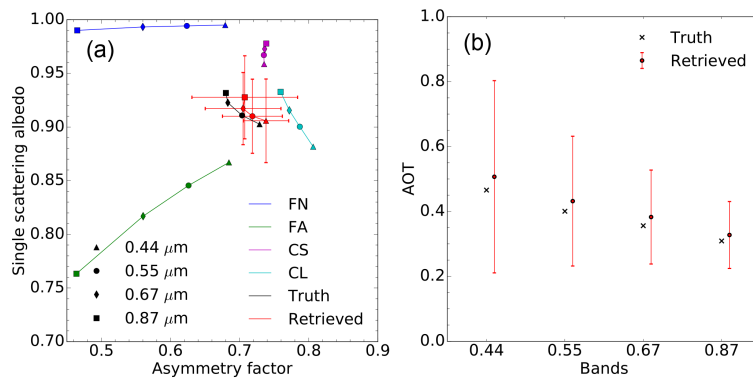 (a)
1.00
0.95
0.90
0.85
0.80
0.75
0.70
Single scattering albedo
0.5
0.6
0.7
0.8
0.9
Asymmetry factor
0.44 μm
0.55 μm
0.67 μm
0.87 μm
FN
FA
CS
CL
Truth
Retrieved
(b)
1.0
0.8
0.6
0.4
0.2
0.0
AOT
0.44
0.55
0.67
0.87
Bands
Truth
Retrieved